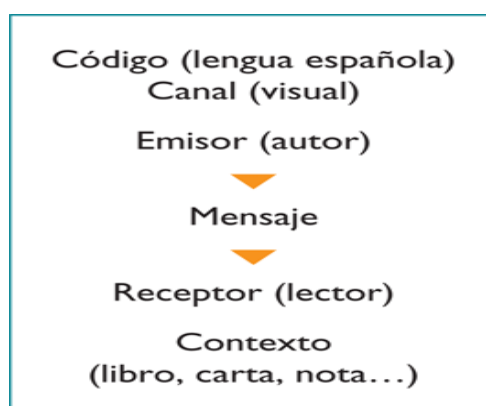 Código (lengua española)
Canal (visual)
Emisor (autor)
Mensaje
Receptor (lector)
Contexto
(libro, carta, nota…)